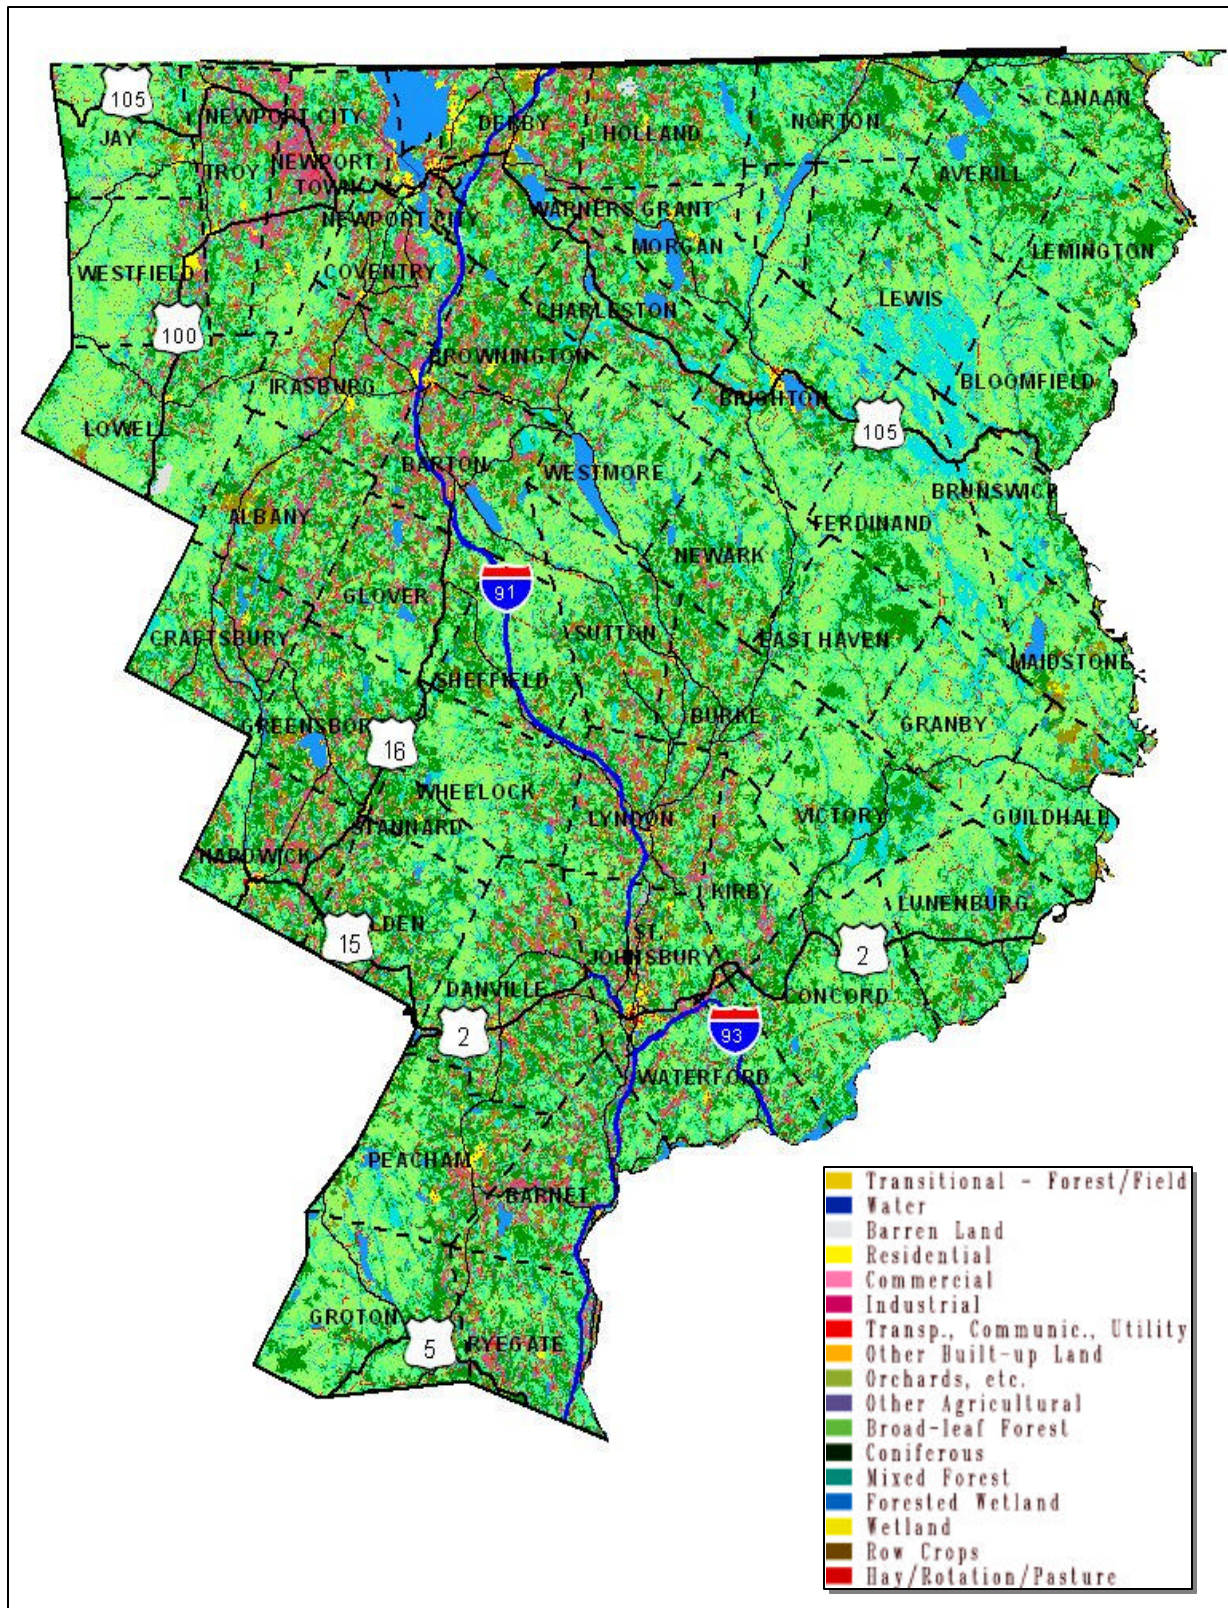 105
CANAAN
NEWPORT CITY
DERBY
HOLLAND
NORTON
JAY
TROY
NEWPORT
TOWN
AVERILL
WARNERS GRANT
NEWPORT CITY
MORGAN
LEMINGTON
WESTFIELD
COVENTRY
LEWIS
CHARLESTON
100
BROWNINGTON
BLOOMFIELD
IRASBURG
BRIGHTON
105
LOWELL
BARTON
WESTMORE
BRUNSWICK
ALBANY
FERDINAND
NEWARK
91
GLOVER
CRAFTSBURY
SUTTON
EAST HAVEN
MAIDSTONE
SHEFFIELD
BURKE
GRANBY
GREENSBOR
16
WHEELOCK
LYNDON
VICTORY
GUILDHALL
STANNARD
HARDWICK
KIRBY
LUNENBURG
LDEN
15
ST.
JOHNSBURY
2
DANVILLE
CONCORD
2
93
WATERFORD
PEACHAM
BARNET
GROTON
5
RYEGATE
Transitional - Forest/Field
Water
Barren Land
Residential
Commercial
Industrial
Transp., Communic., Utility
Other Built-up Land
Orchards, etc.
Other Agricultural
Broad-leaf Forest
Coniferous
Mixed Forest
Forested Wetland
Wetland
Row Crops
Hay/Rotation/Pasture